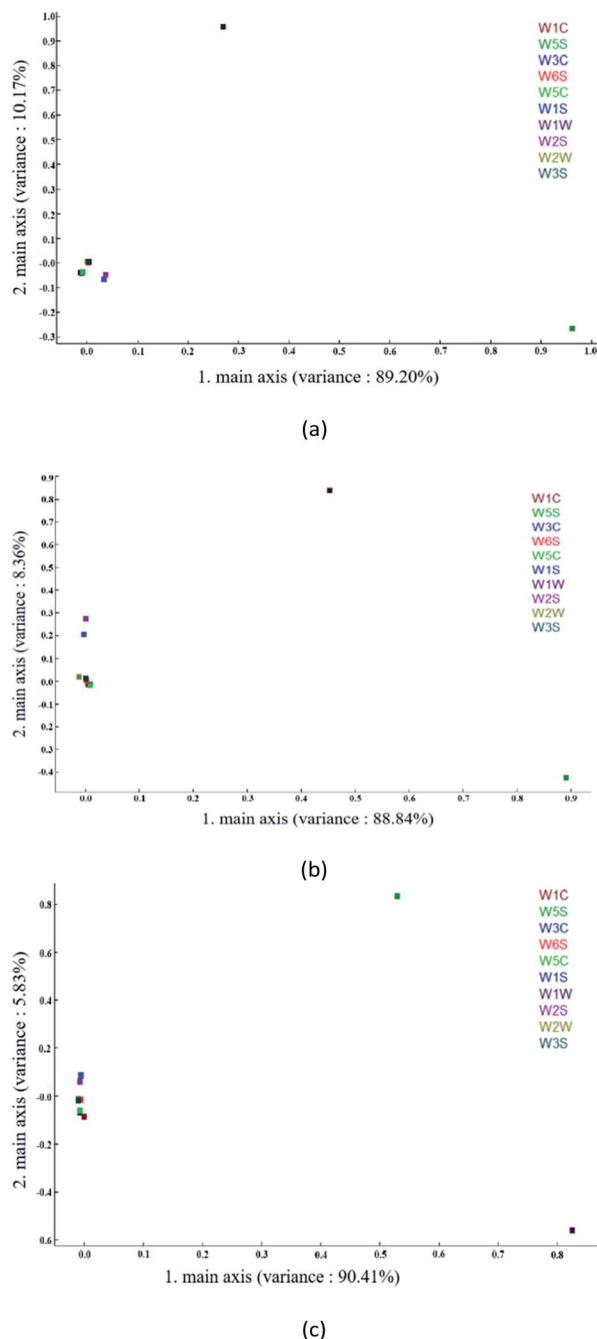 1.0
0.9
0.8
0.7
0.6
0.5
0.4
0.3
0.2
0.1
-0.0
-0.1
-0.2
-0.3
2. main axis (variance : 10.17%)
W1C
W5S
W3C
W6S
W5C
W1S
W1W
W2S
W2W
W3S
0.0 0.1 0.2 0.3 0.4 0.5 0.6 0.7 0.8 0.9 1.0
1. main axis (variance : 89.20%)
(a)
0.9
0.8
0.7
0.6
0.5
0.4
0.3
0.2
0.1
0.0
-0.1
-0.2
-0.3
-0.4
2. main axis (variance : 8.36%)
W1C
W5S
W3C
W6S
W5C
W1S
W1W
W2S
W2W
W3S
0.0 0.1 0.2 0.3 0.4 0.5 0.6 0.7 0.8 0.9
1. main axis (variance : 88.84%)
(b)
0.8
0.6
0.4
0.2
-0.0
-0.2
-0.4
0.6
2. main axis (variance : 5.83%)
W1C
W5S
W3C
W6S
W5C
W1S
W1W
W2S
W2W
W3S
0.0 0.1 0.2 0.3 0.4 0.5 0.6 0.7 0.8
1. main axis (variance : 90.41%)
(c)